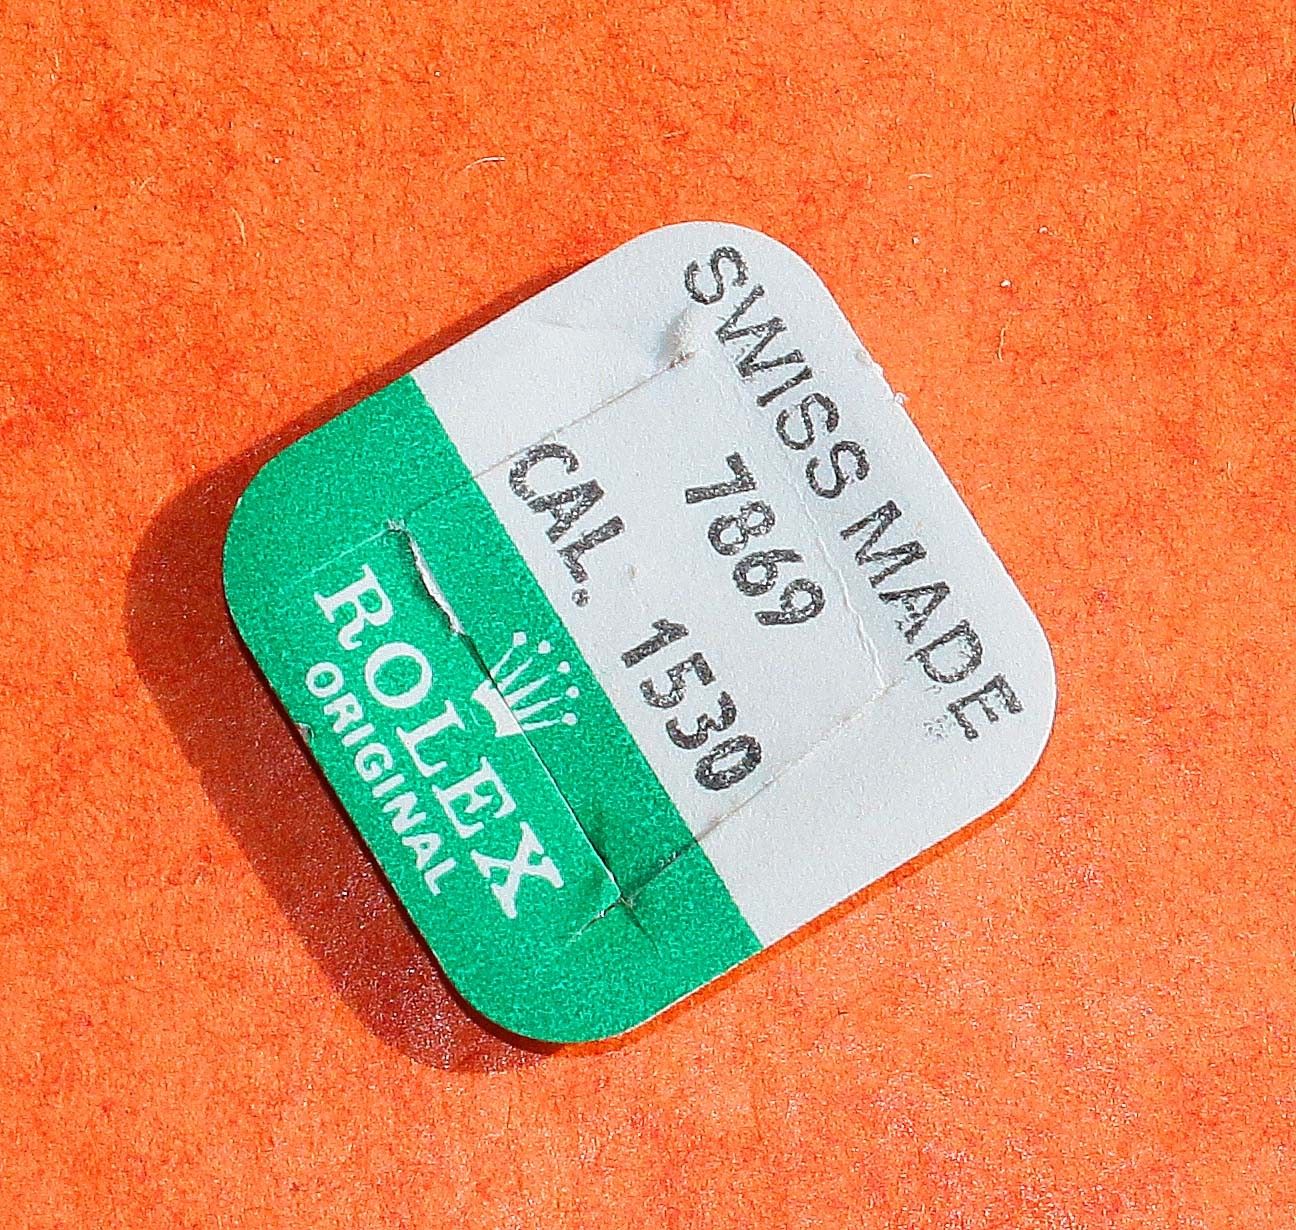 ROLEX
ORIGINAL
CAL. 1530
7869
SWISS MADE